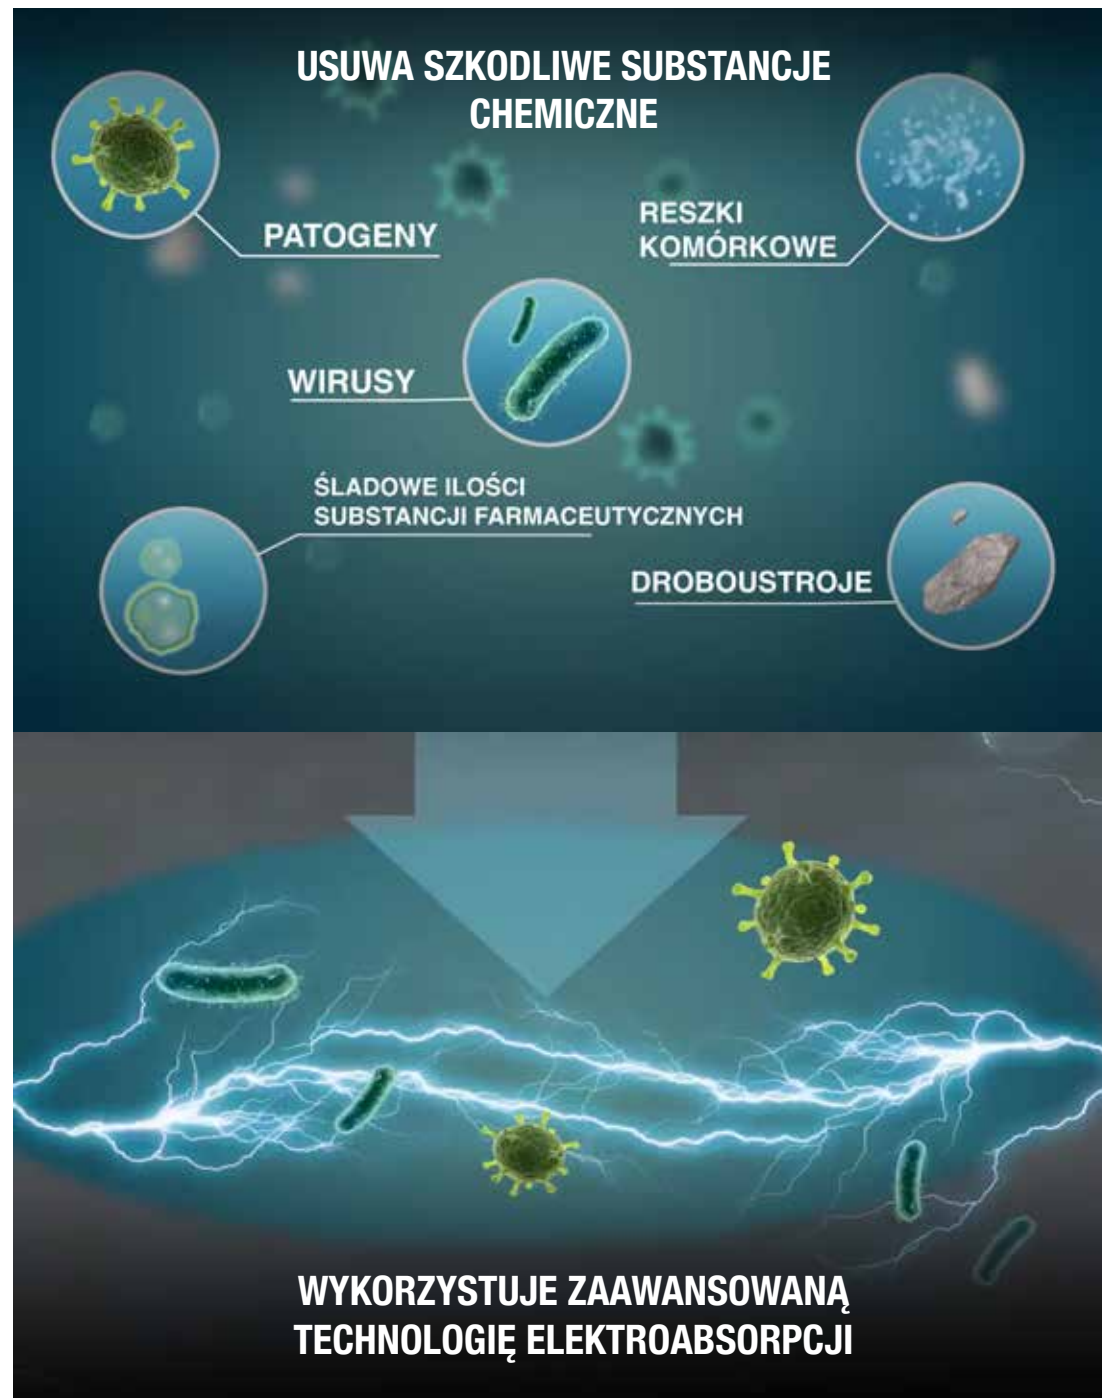 USUWA SZKODLIWE SUBSTANCJE
CHEMICZNE
PATOGENY
RESZKI
KOMÓRKOWE
WIRUSY
ŚLADOWE ILOŚCI
SUBSTANCJI FARMACEUTYCZNYCH
DROBOUSTROJE
WYKORZYSTUJE ZAAWANSOWANĄ
TECHNOLOGIĘ ELEKTROABSORPCJI